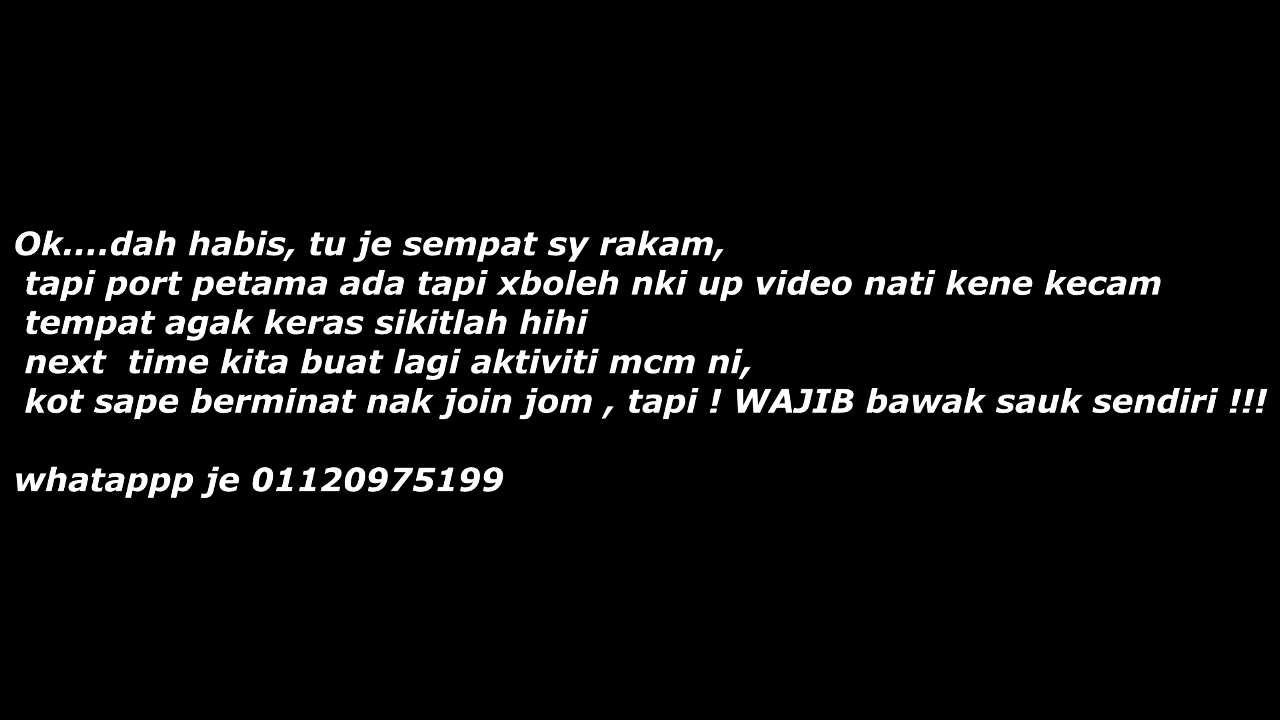 Ok....dah habis, tu je sempat sy rakam,
tapi port petama ada tapi xboleh nki up video nati kene kecam
tempat agak keras sikitlah hihi
next time kita buat lagi aktiviti mcm ni,
kot sape berminat nak join jom , tapi ! WAJIB bawak sauk sendiri !!!
whatappp je 01120975199